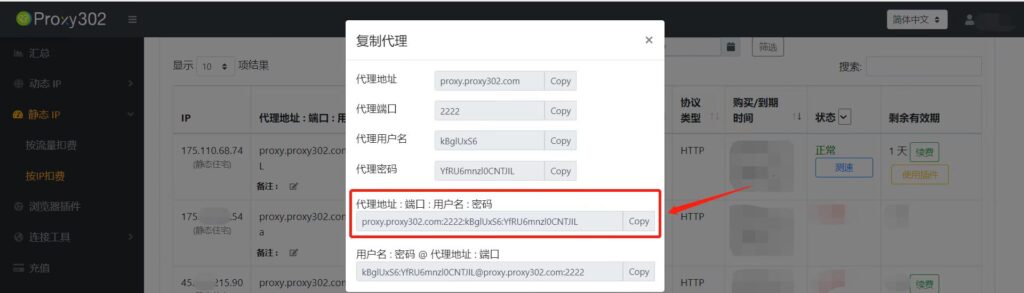 Proxy302
简体中文
汇总
动态 IP
静态 IP
按流量扣费
按IP扣费
浏览器插件
连接工具
充值
显示 10 项结果
筛选
搜索:
IP
代理地址 : 端口 : 用
协议类型
购买/到期时间
状态
剩余有效期
175.110.68.74
(静态住宅)
proxy.proxy302.com
L
备注：
HTTP
正常
测速
1 天 续费
使用插件
175. .54
(静态住宅)
proxy.proxy302.co
a
备注：
HTTP
45. 215.90
proxy.proxy302.com
HTTP
续费
复制代理
×
代理地址 proxy.proxy302.com Copy
代理端口 2222 Copy
代理用户名 kBglUxS6 Copy
代理密码 YfRU6mnzl0CNTJIL Copy
代理地址 : 端口 : 用户名 : 密码
proxy.proxy302.com:2222:kBglUxS6:YfRU6mnzl0CNTJIL Copy
用户名 : 密码 @ 代理地址 : 端口
kBglUxS6:YfRU6mnzl0CNTJIL@proxy.proxy302.com:2222 Copy